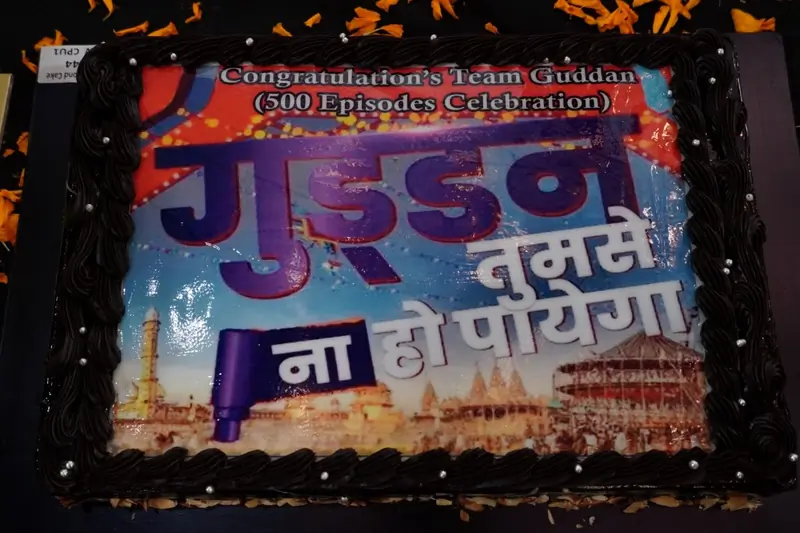 Congratulation's Team Guddan
(500 Episodes Celebration)
गुड्डन
तुमसे
ना हो पायेगा